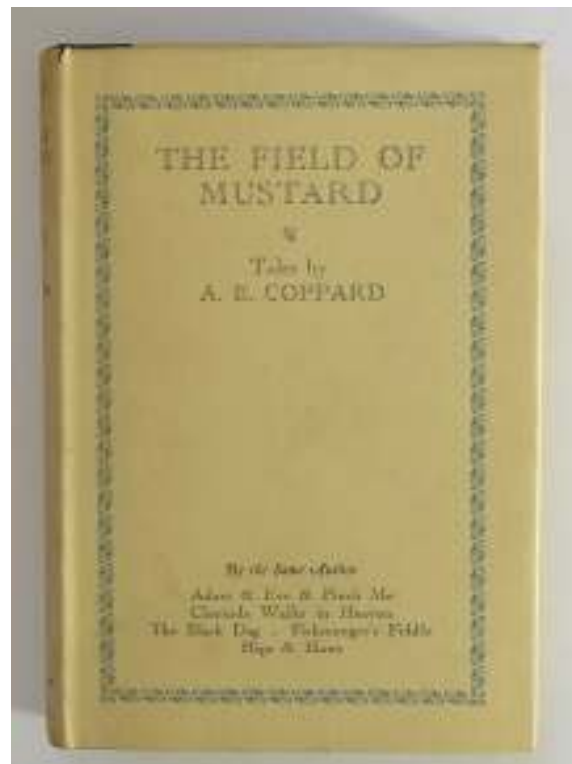 THE FIELD OF
MUSTARD
Tales by
A. E. COPPARD
By the Same Author
Adam & Eve & Pinch Me
Clorinda Walks in Heaven
The Black Dog . Fishmonger's Fiddle
Hips & Haws